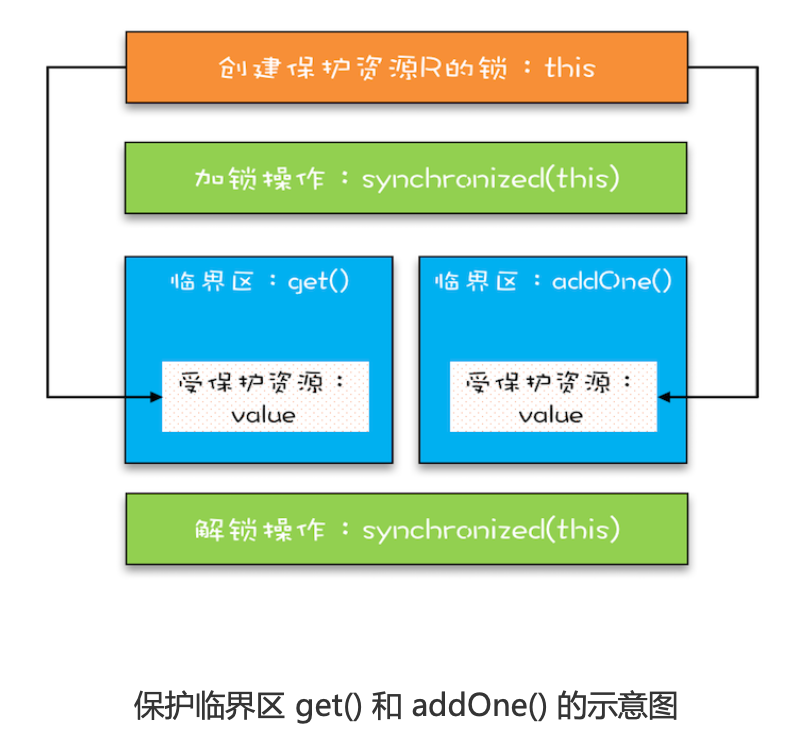 创建保护资源R的锁：this
加锁操作：synchronized(this)
临界区：get()
受保护资源：
value
临界区：addOne()
受保护资源：
value
解锁操作：synchronized(this)
保护临界区 get() 和 addOne() 的示意图